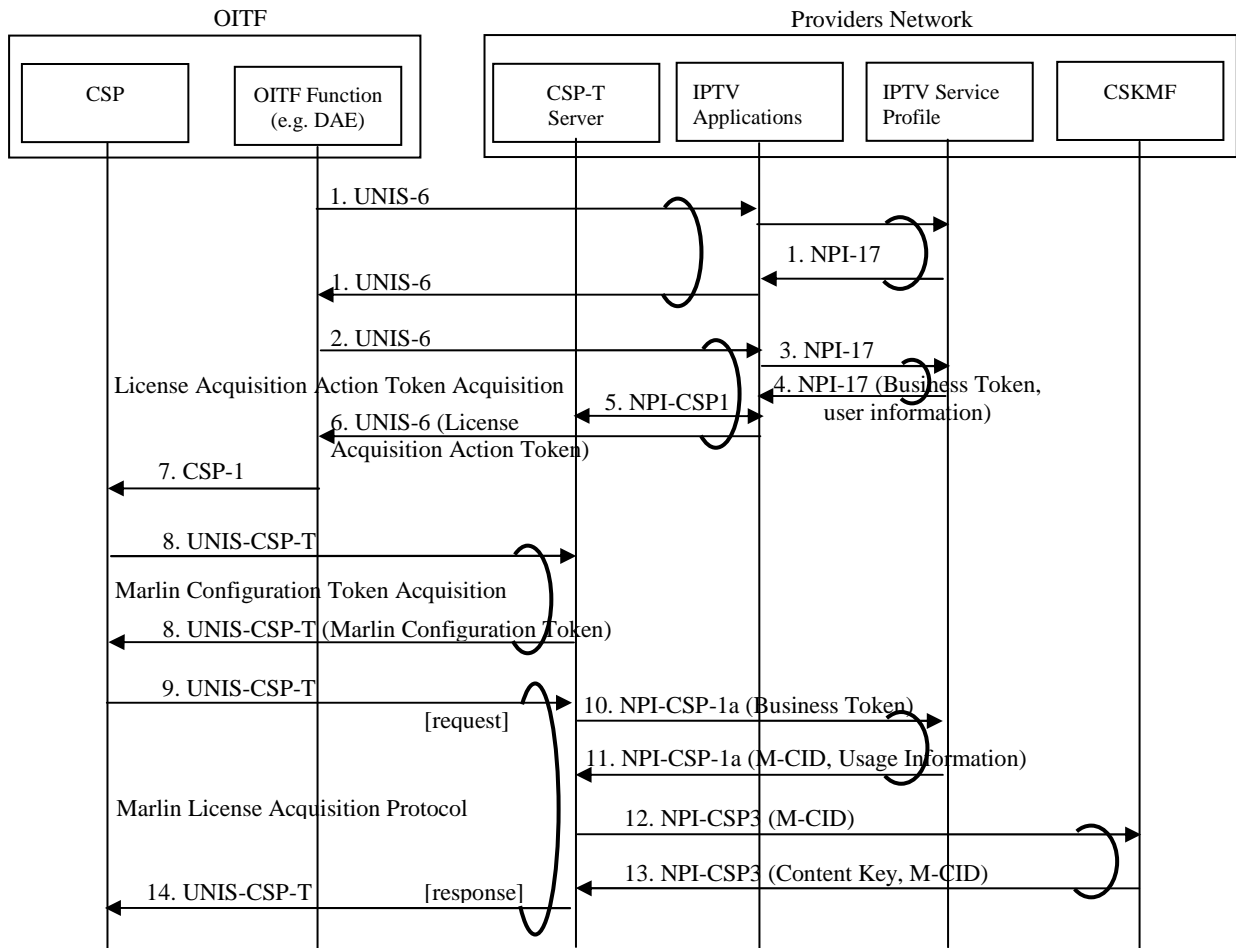 OITF
Providers Network
CSP
OITF Function
(e.g. DAE)
CSP-T
Server
IPTV
Applications
IPTV Service
Profile
CSKMF
1. UNIS-6
1. NPI-17
1. UNIS-6
2. UNIS-6
3. NPI-17
License Acquisition Action Token Acquisition
4. NPI-17 (Business Token,
user information)
5. NPI-CSP1
6. UNIS-6 (License
Acquisition Action Token)
7. CSP-1
8. UNIS-CSP-T
Marlin Configuration Token Acquisition
8. UNIS-CSP-T (Marlin Configuration Token)
9. UNIS-CSP-T
[request]
10. NPI-CSP-1a (Business Token)
11. NPI-CSP-1a (M-CID, Usage Information)
Marlin License Acquisition Protocol
12. NPI-CSP3 (M-CID)
13. NPI-CSP3 (Content Key, M-CID)
14. UNIS-CSP-T
[response]